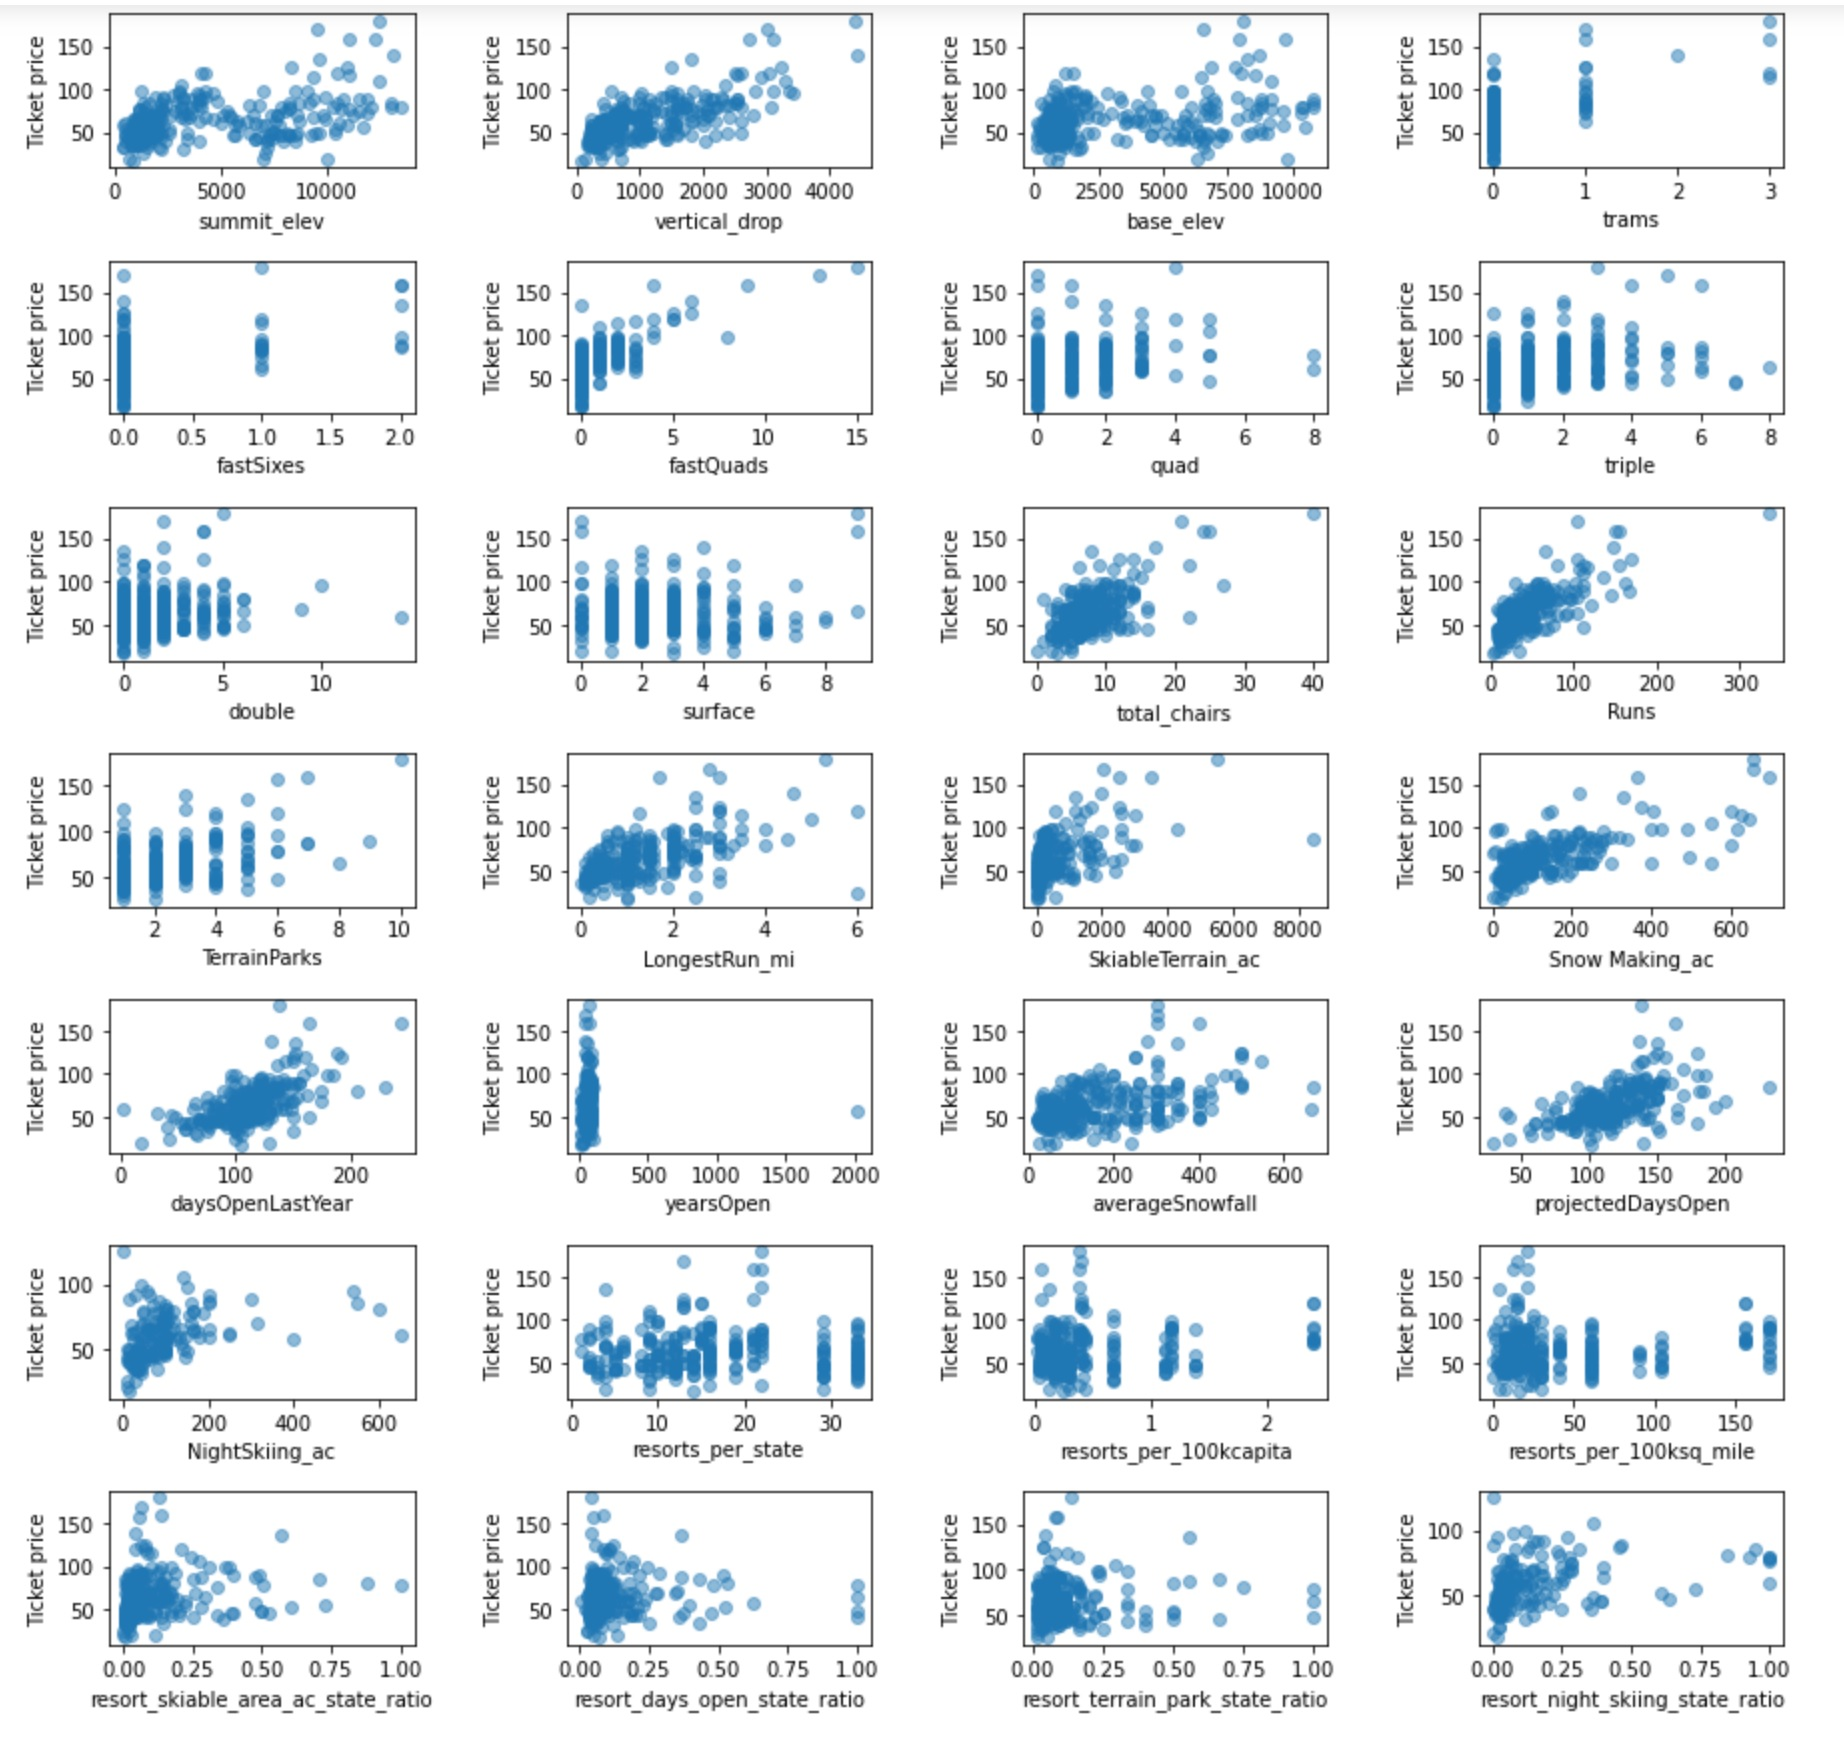 Ticket price 150 100 50 Ticket price 150 100 50 Ticket price 150 100 50 Ticket price 150 100 50
0 5000 10000 0 1000 2000 3000 4000 0 2500 5000 7500 10000 0 1 2 3
summit_elev vertical_drop base_elev trams
Ticket price 150 100 50 Ticket price 150 100 50 Ticket price 150 100 50 Ticket price 150 100 50
0.0 0.5 1.0 1.5 2.0 0 5 10 15 0 2 4 6 8 0 2 4 6 8
fastSixes fastQuads quad triple
Ticket price 150 100 50 Ticket price 150 100 50 Ticket price 150 100 50 Ticket price 150 100 50
0 5 10 0 2 4 6 8 0 10 20 30 40 0 100 200 300
double surface total_chairs Runs
Ticket price 150 100 50 Ticket price 150 100 50 Ticket price 150 100 50 Ticket price 150 100 50
2 4 6 8 10 0 2 4 6 0 2000 4000 6000 8000 0 200 400 600
TerrainParks LongestRun_mi SkiableTerrain_ac Snow Making_ac
Ticket price 150 100 50 Ticket price 150 100 50 Ticket price 150 100 50 Ticket price 150 100 50
0 100 200 0 500 1000 1500 2000 0 200 400 600 50 100 150 200
daysOpenLastYear yearsOpen averageSnowfall projectedDaysOpen
Ticket price 100 50 Ticket price 150 100 50 Ticket price 150 100 50 Ticket price 150 100 50
0 200 400 600 0 10 20 30 0 1 2 0 50 100 150
NightSkiing_ac resorts_per_state resorts_per_100kcapita resorts_per_100ksq_mile
Ticket price 150 100 50 Ticket price 150 100 50 Ticket price 150 100 50 Ticket price 100 50
0.00 0.25 0.50 0.75 1.00 0.00 0.25 0.50 0.75 1.00 0.00 0.25 0.50 0.75 1.00 0.00 0.25 0.50 0.75 1.00
resort_skiable_area_ac_state_ratio resort_days_open_state_ratio resort_terrain_park_state_ratio resort_night_skiing_state_ratio